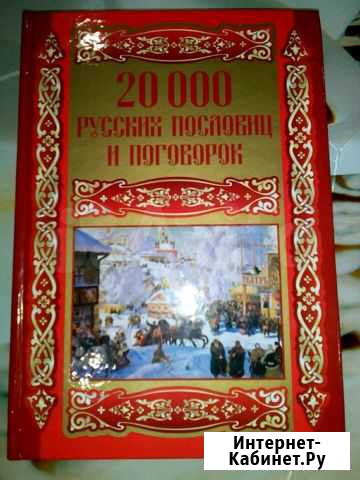 20 000
РУССКИХ ПОСЛОВИЦ
И ПОГОВОРОК
Интернет-
Кабинет.Ру